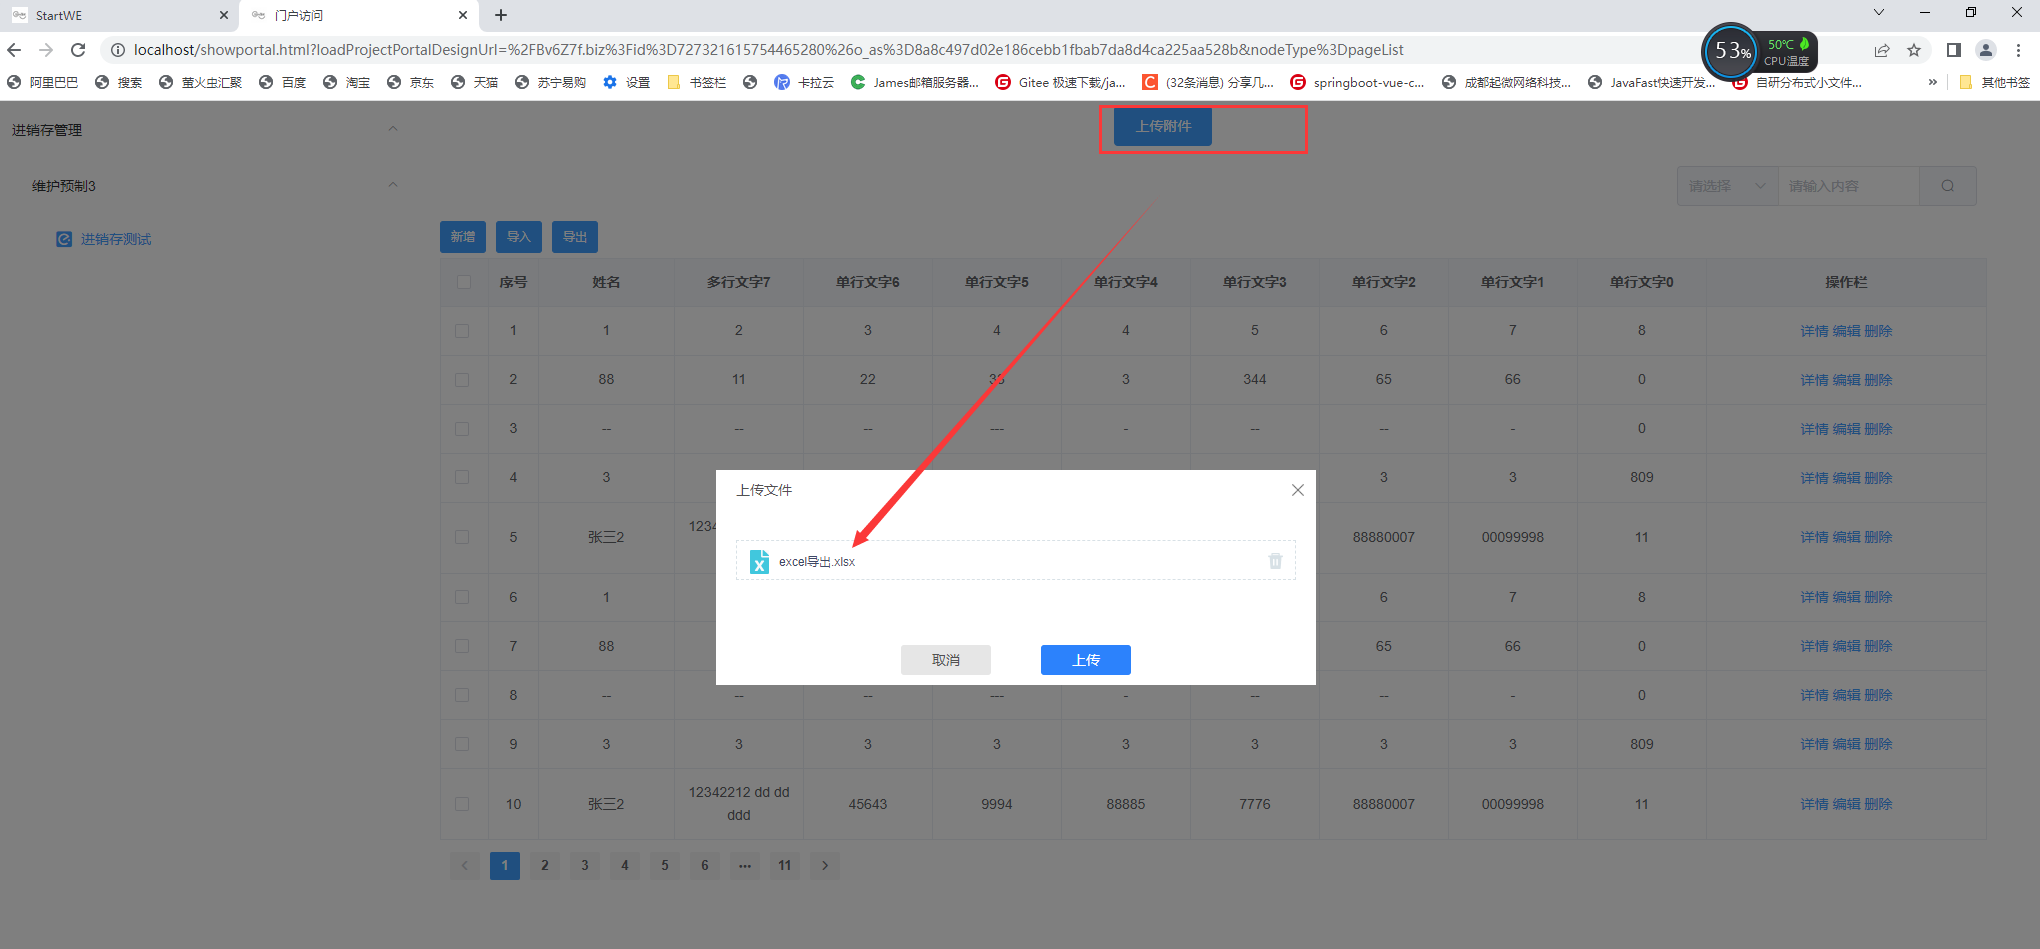 StartWE
门户访问
localhost/showportal.html?loadProjectPortalDesignUrl=%2FBv6Z7f.biz%3Fid%3D727321615754465280%26o_as%3D8a8c497d02e186cebb1fbab7da8d4ca225aa528b&nodeType%3DpageList
53%
50℃
CPU温度
阿里巴巴 搜索 萤火虫汇聚 百度 淘宝 京东 天猫 苏宁易购 设置 书签栏 卡拉云 James邮箱服务器... Gitee 极速下载/ja... (32条消息) 分享几... springboot-vue-c... 成都起微网络科技... JavaFast快速开发... 自研分布式小文件... » 其他书签
进销存管理
上传附件
维护预制3
请选择 请输入内容
进销存测试
新增 导入 导出
序号 姓名 多行文字7 单行文字6 单行文字5 单行文字4 单行文字3 单行文字2 单行文字1 单行文字0 操作栏
1 1 2 3 4 4 5 6 7 8 详情 编辑 删除
2 88 11 22 33 3 344 65 66 0 详情 编辑 删除
3 -- -- -- --- - -- -- - 0 详情 编辑 删除
4 3 3 3 809 详情 编辑 删除
5 张三2 1234 88880007 00099998 11 详情 编辑 删除
6 1 6 7 8 详情 编辑 删除
7 88 65 66 0 详情 编辑 删除
8 -- -- -- --- - -- -- - 0 详情 编辑 删除
9 3 3 3 3 3 3 3 3 809 详情 编辑 删除
10 张三2 12342212 dd dd ddd 45643 9994 88885 7776 88880007 00099998 11 详情 编辑 删除
上传文件
excel导出.xlsx
取消 上传
1 2 3 4 5 6 ••• 11